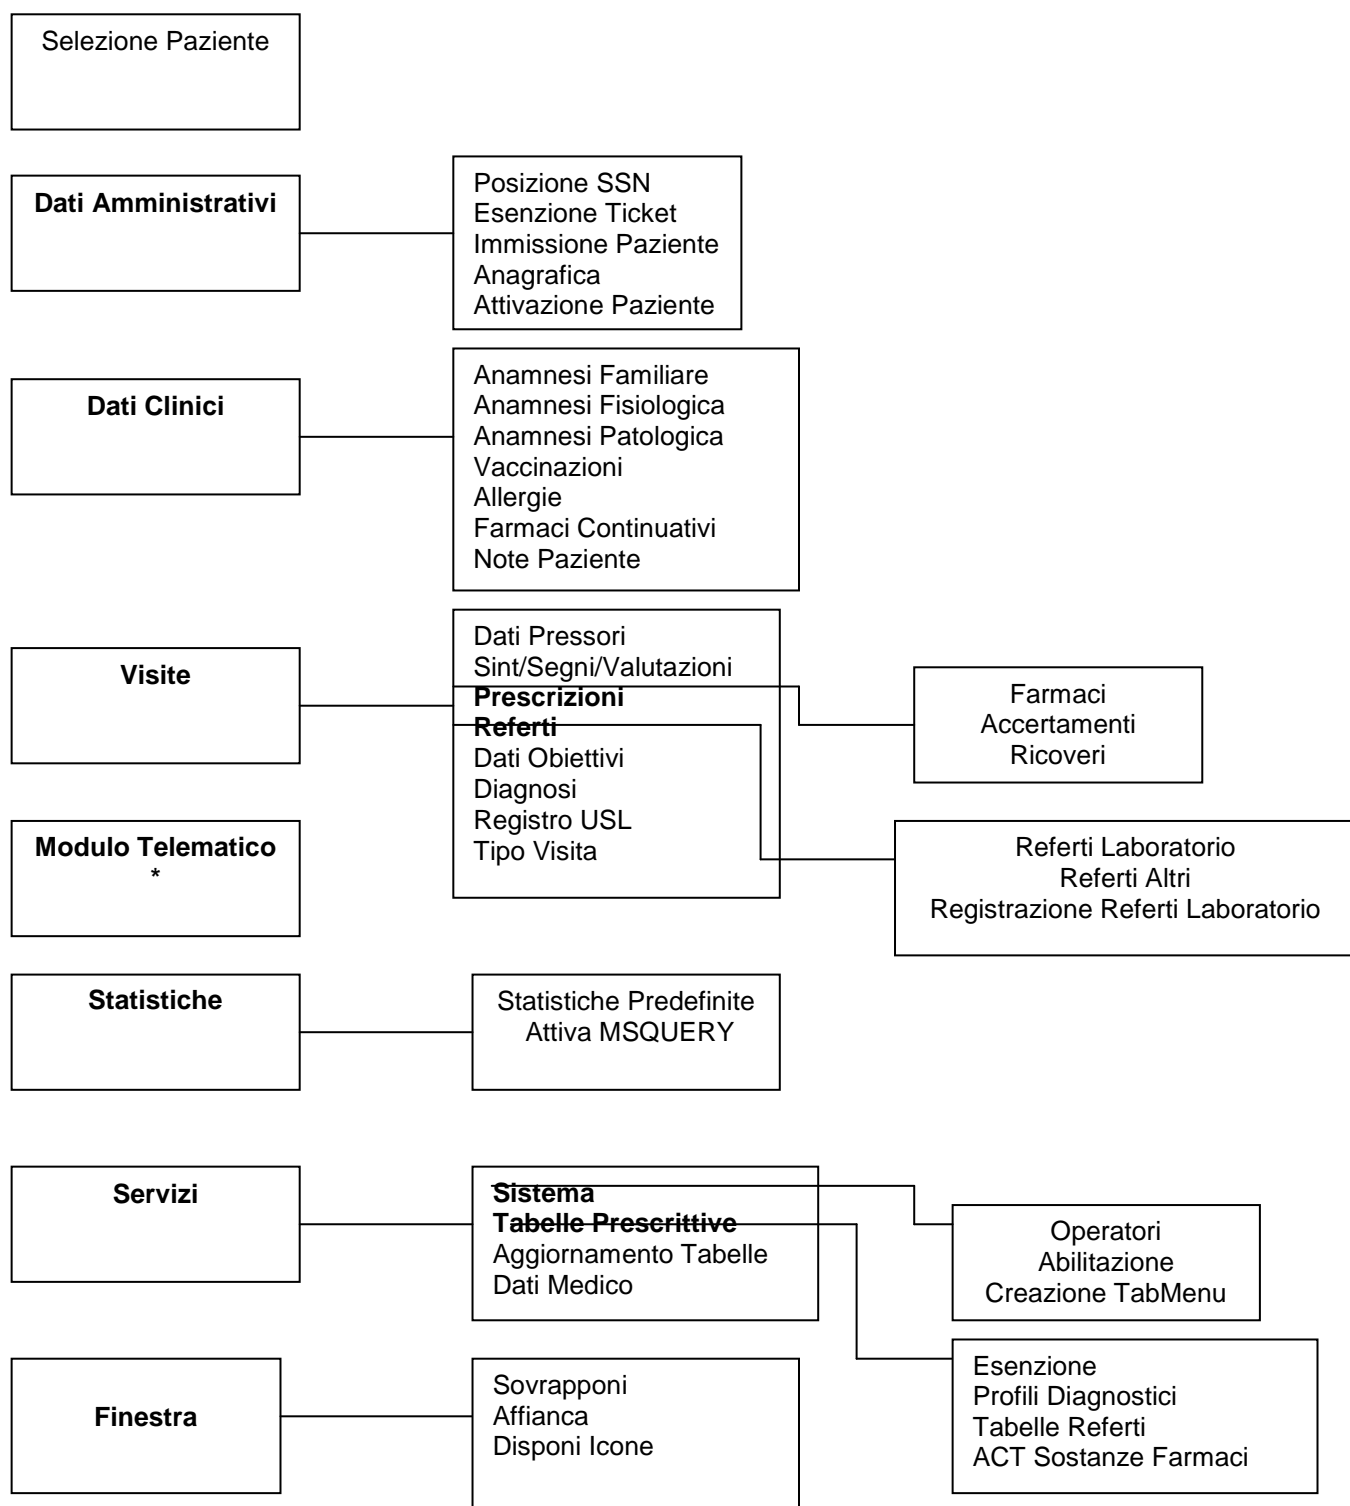 Selezione Paziente
Dati Amministrativi
Posizione SSN
Esenzione Ticket
Immissione Paziente
Anagrafica
Attivazione Paziente
Dati Clinici
Anamnesi Familiare
Anamnesi Fisiologica
Anamnesi Patologica
Vaccinazioni
Allergie
Farmaci Continuativi
Note Paziente
Visite
Dati Pressori
Sint/Segni/Valutazioni
Prescrizioni
Referti
Dati Obiettivi
Diagnosi
Registro USL
Tipo Visita
Farmaci
Accertamenti
Ricoveri
Referti Laboratorio
Referti Altri
Registrazione Referti Laboratorio
Modulo Telematico
*
Statistiche
Statistiche Predefinite
Attiva MSQUERY
Servizi
Sistema
Tabelle Prescrittive
Aggiornamento Tabelle
Dati Medico
Operatori
Abilitazione
Creazione TabMenu
Esenzione
Profili Diagnostici
Tabelle Referti
ACT Sostanze Farmaci
Finestra
Sovrapponi
Affianca
Disponi Icone